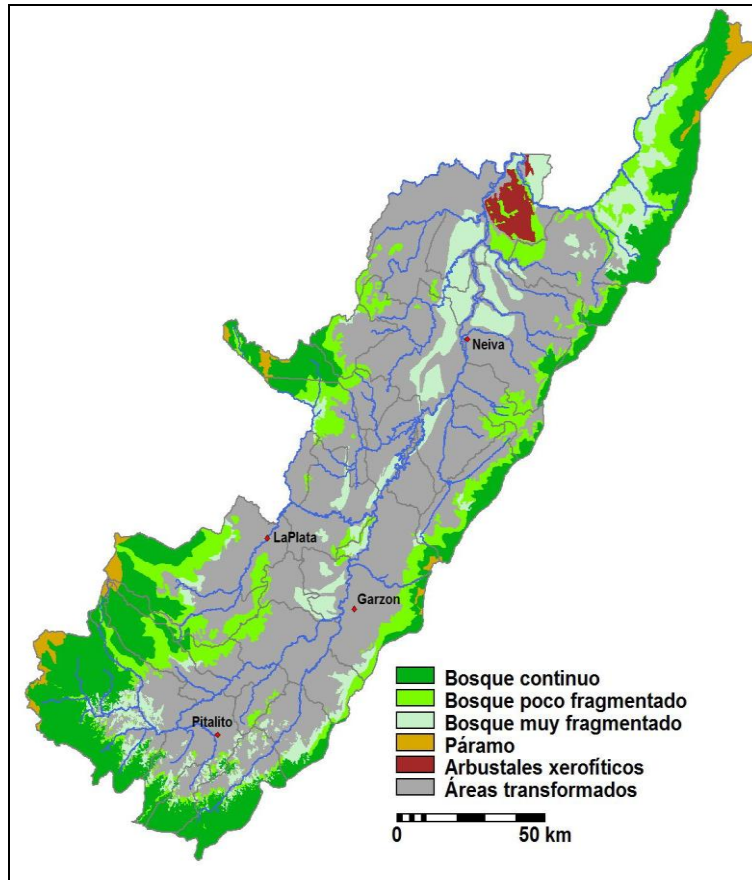 Neiva
LaPlata
Garzon
Pitalito
Bosque continuo
Bosque poco fragmentado
Bosque muy fragmentado
Páramo
Arbustales xerofíticos
Áreas transformados
0 50 km